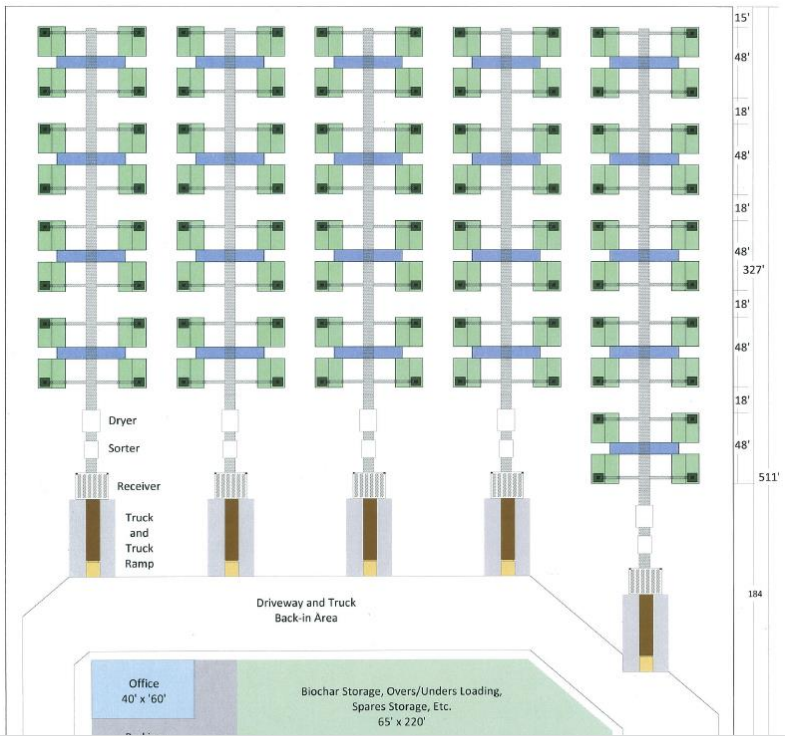 15'
48'
18'
48'
18'
48'
327'
18'
48'
18'
Dryer
48'
Sorter
511'
Receiver
Truck
and
Truck
Ramp
184
Driveway and Truck
Back-in Area
Office
40' x '60'
Biochar Storage, Overs/Unders Loading,
Spares Storage, Etc.
65' x 220'